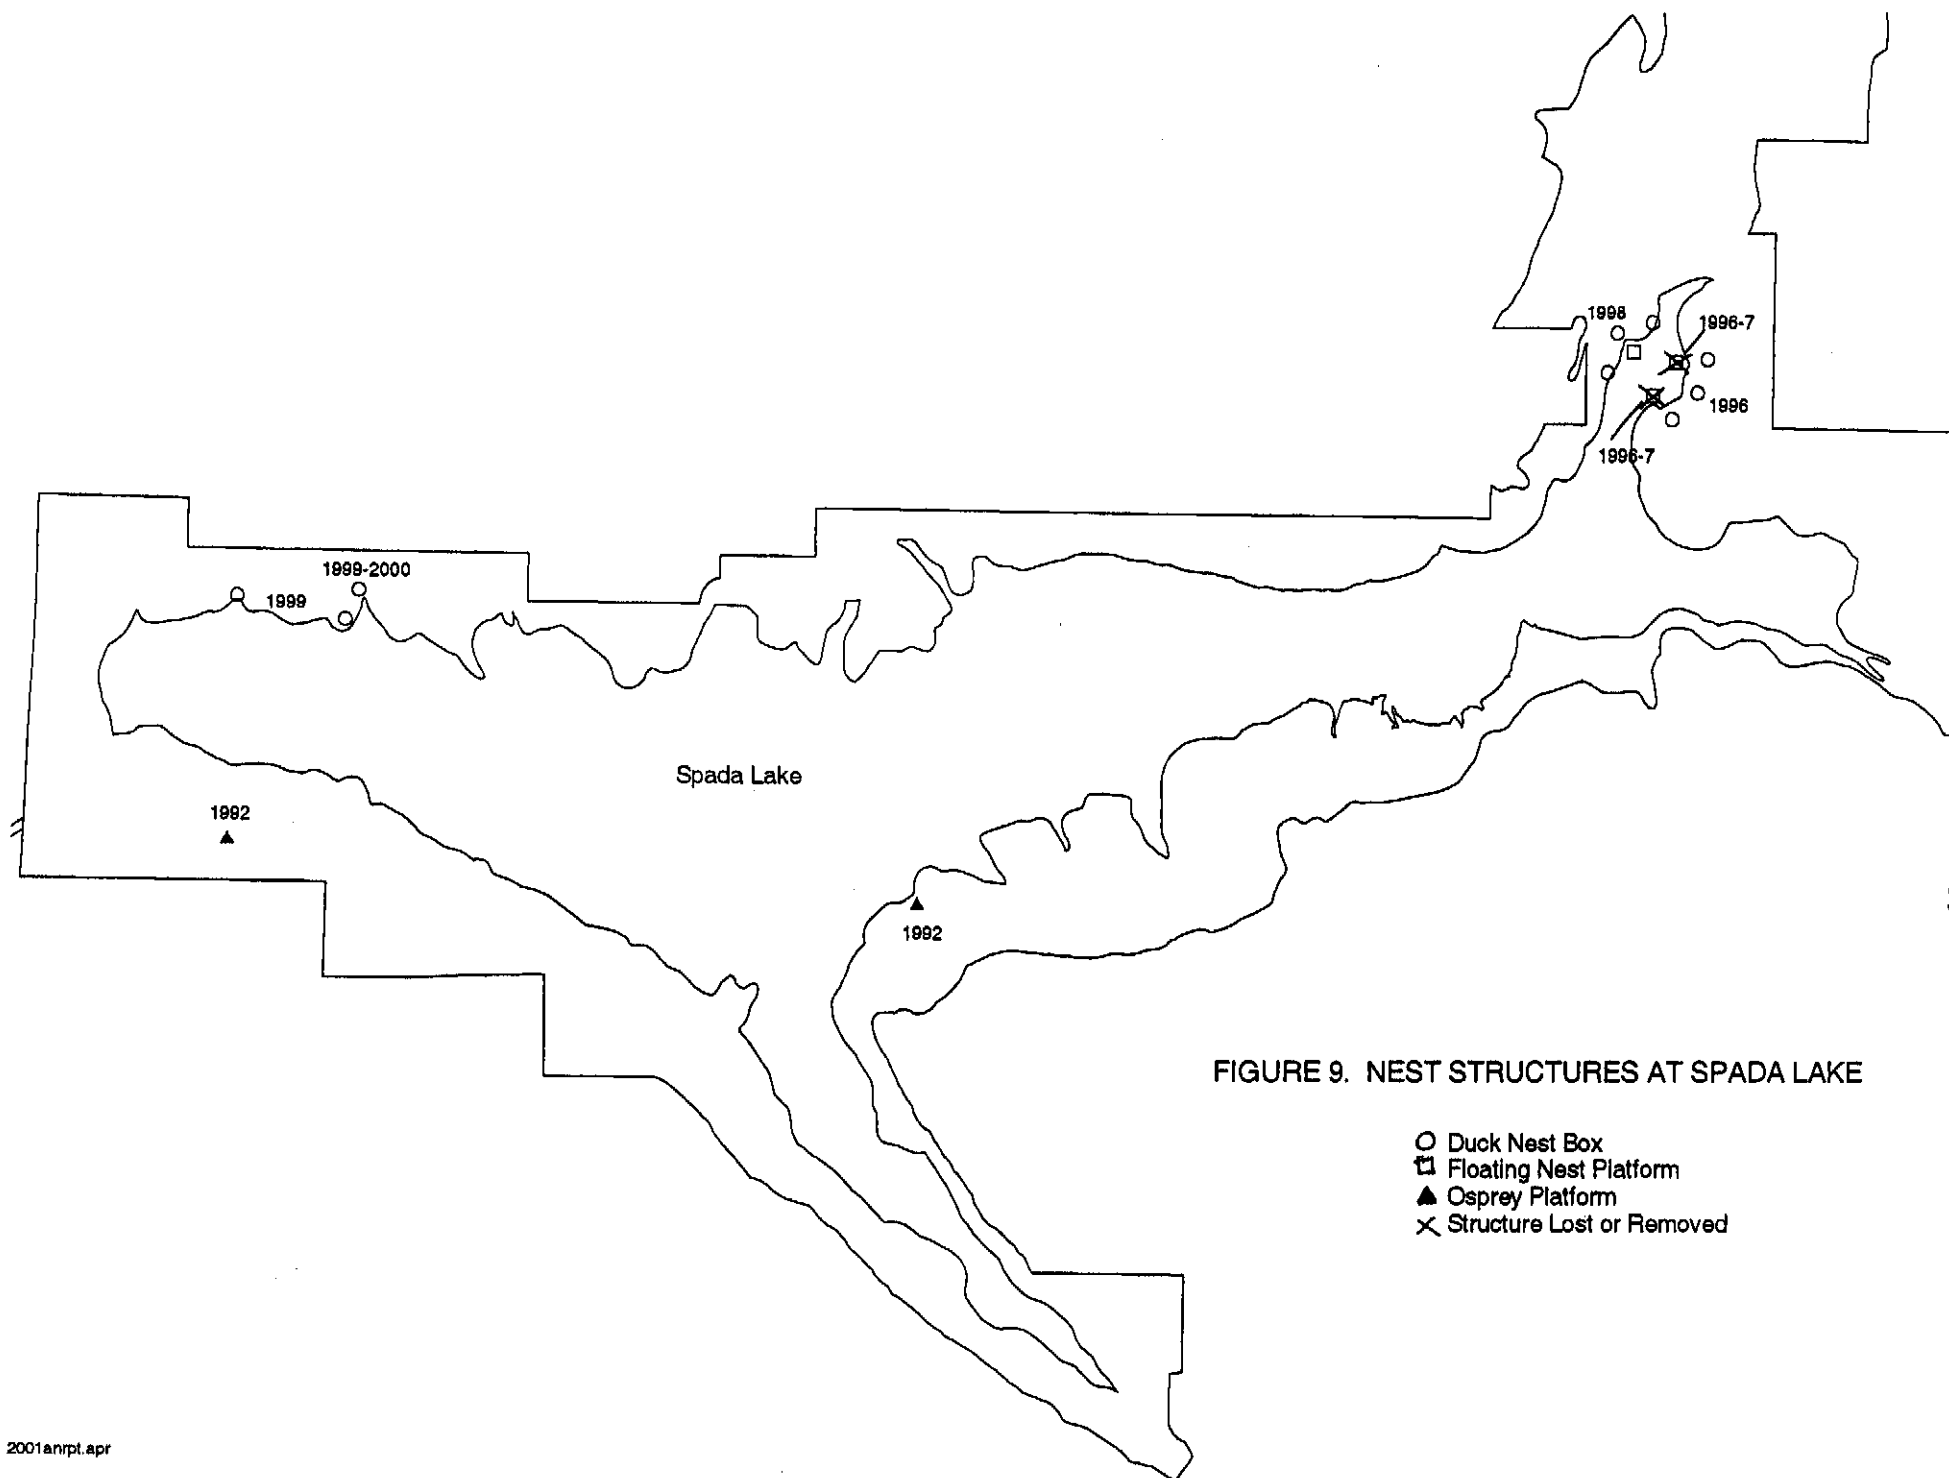 1998
1996-7
1996
1996-7
1999-2000
1999
Spada Lake
1992
1992
FIGURE 9. NEST STRUCTURES AT SPADA LAKE
Duck Nest Box
Floating Nest Platform
Osprey Platform
Structure Lost or Removed
2001anrpt.apr